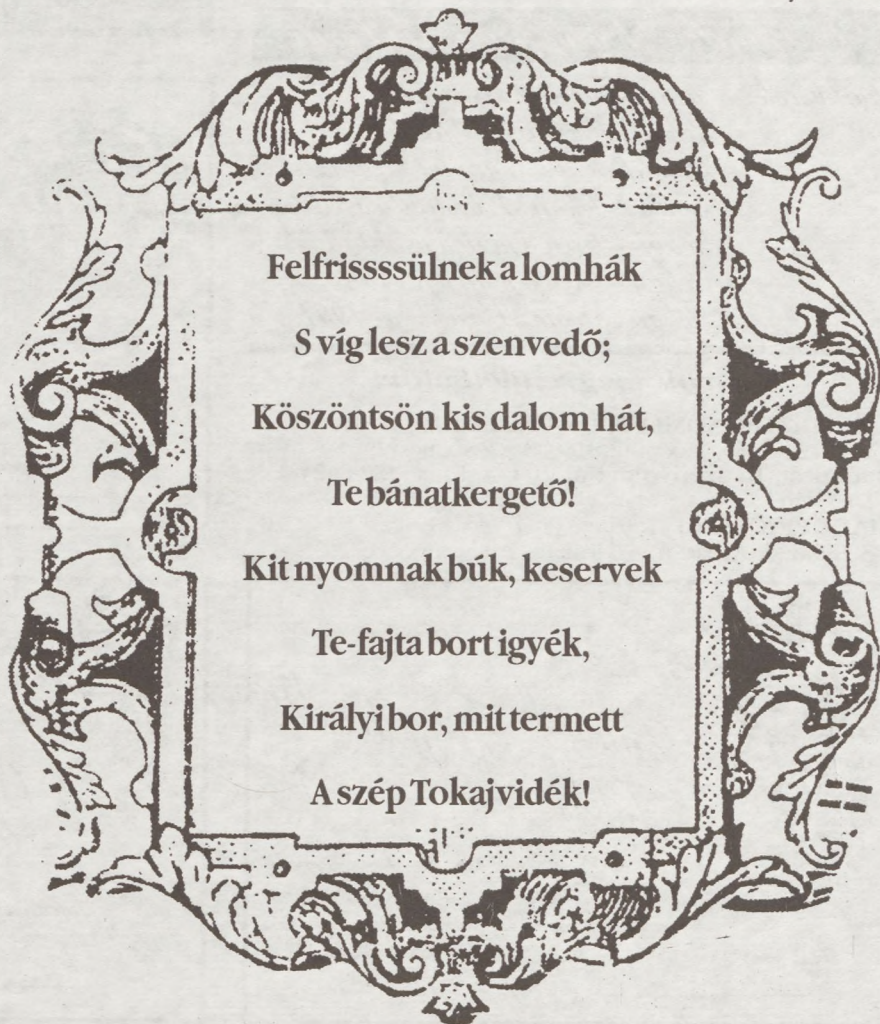 Felfrisssülnek a lomhák
S víg lesz a szenvedő;
Köszöntsön kis dalom hát,
Te bánatkergető!
Kit nyomnak búk, keservek
Te-fajta bort igyék,
Királyi bor, mit termett
A szép Tokajvidék!